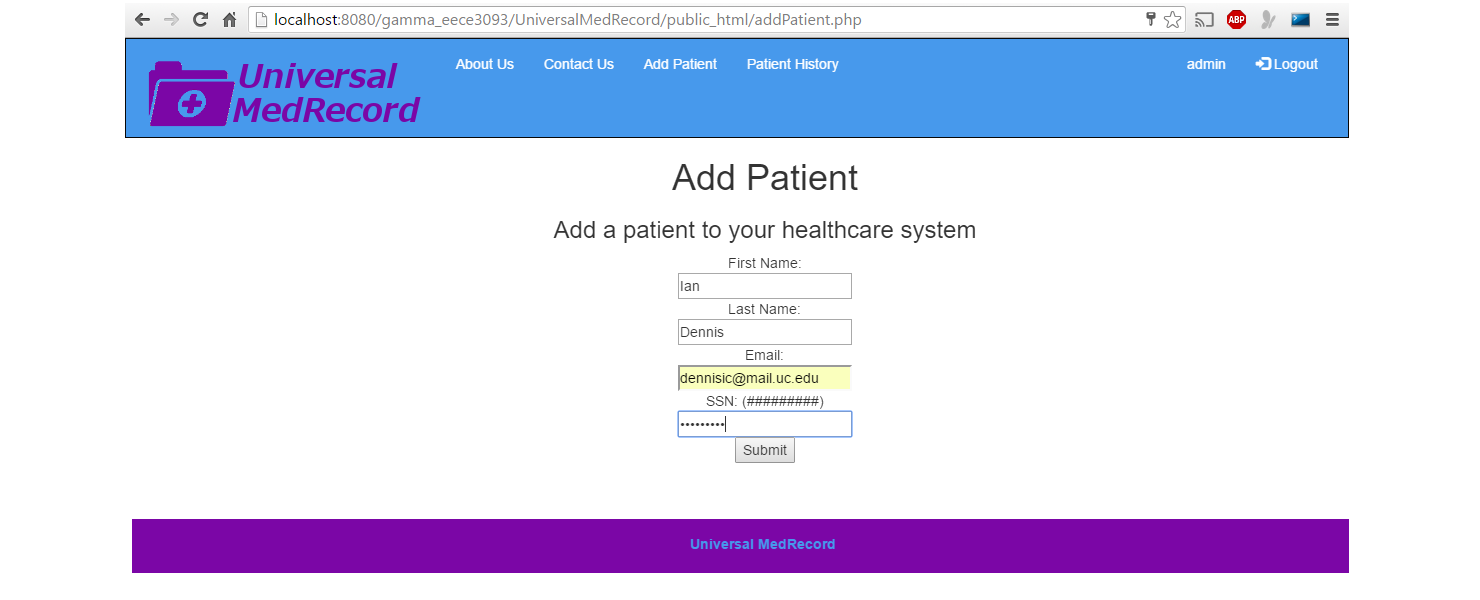 localhost:8080/gamma_eece3093/UniversalMedRecord/public_html/addPatient.php
ABP
Universal
MedRecord
About Us Contact Us Add Patient Patient History admin Logout
Add Patient
Add a patient to your healthcare system
First Name:
Ian
Last Name:
Dennis
Email:
dennisic@mail.uc.edu
SSN: (#########)
•••••••••
Submit
Universal MedRecord